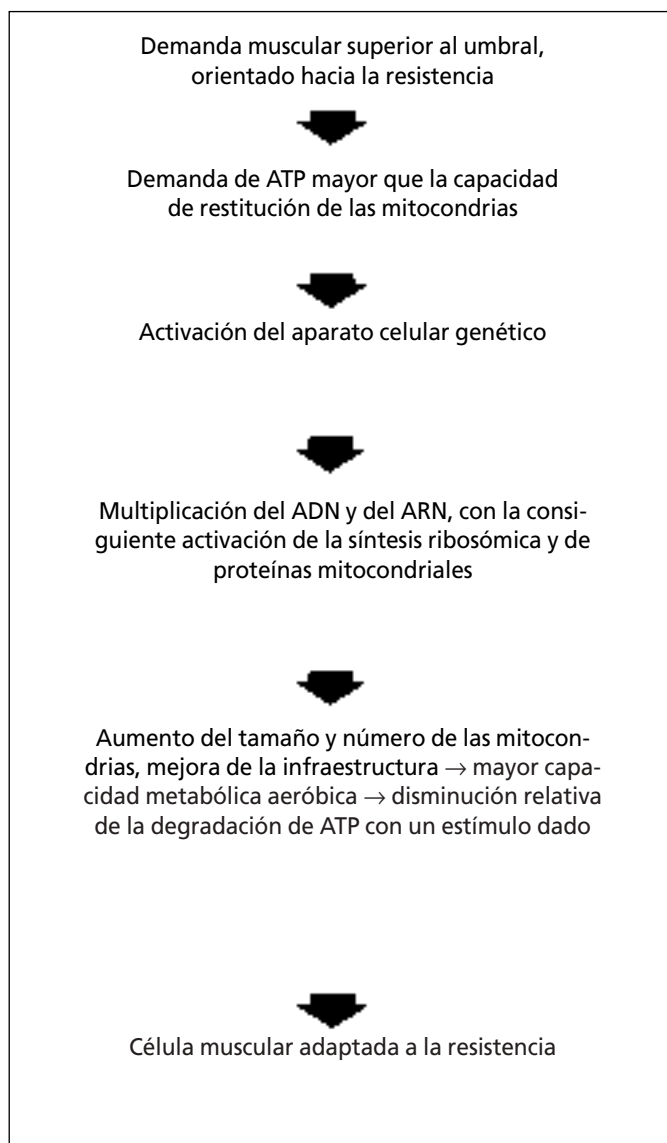 Demanda muscular superior al umbral,
orientado hacia la resistencia
Demanda de ATP mayor que la capacidad
de restitución de las mitocondrias
Activación del aparato celular genético
Multiplicación del ADN y del ARN, con la consi-
guiente activación de la síntesis ribosómica y de
proteínas mitocondriales
Aumento del tamaño y número de las mitocon-
drias, mejora de la infraestructura → mayor capa-
cidad metabólica aeróbica → disminución relativa
de la degradación de ATP con un estímulo dado
Célula muscular adaptada a la resistencia